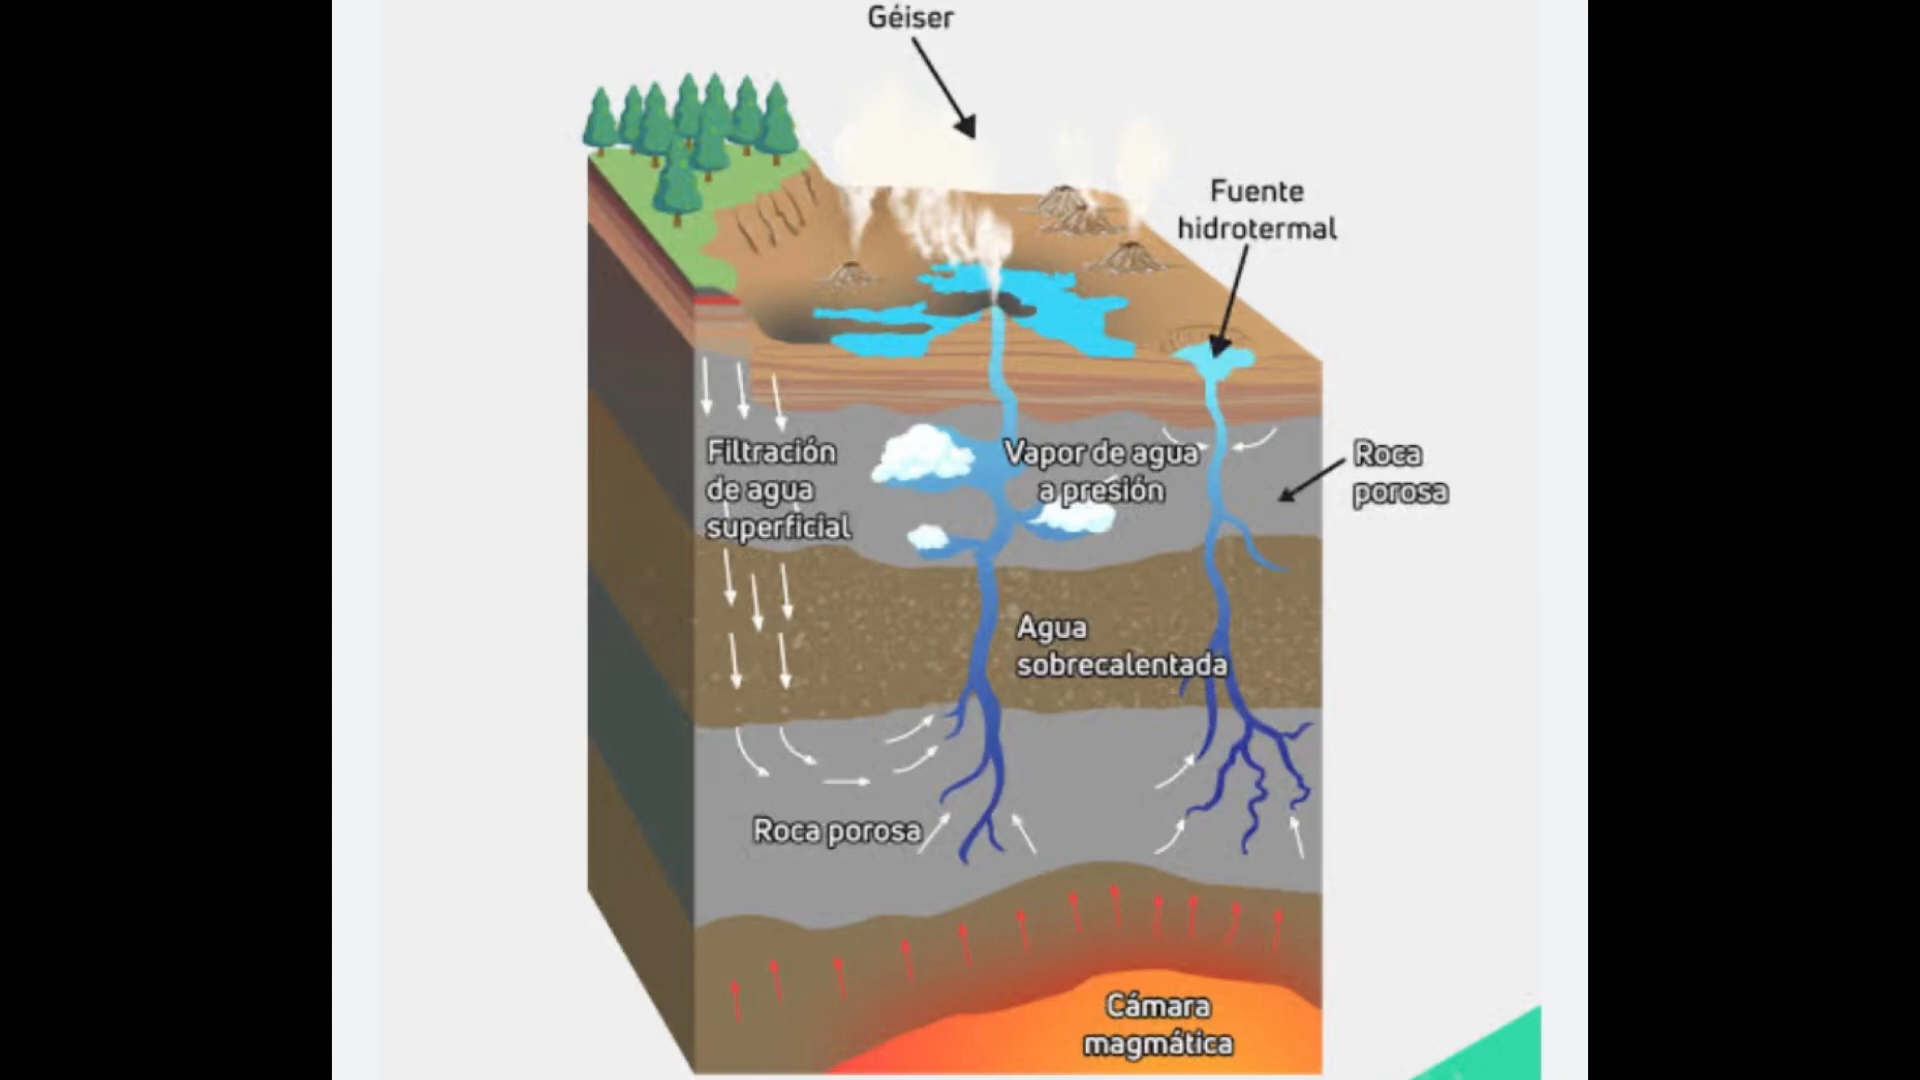 Géiser
Fuente
hidrotermal
Filtración
de agua
superficial
Vapor de agua
a presión
Roca
porosa
Agua
sobrecalentada
Roca porosa
Cámara
magmática